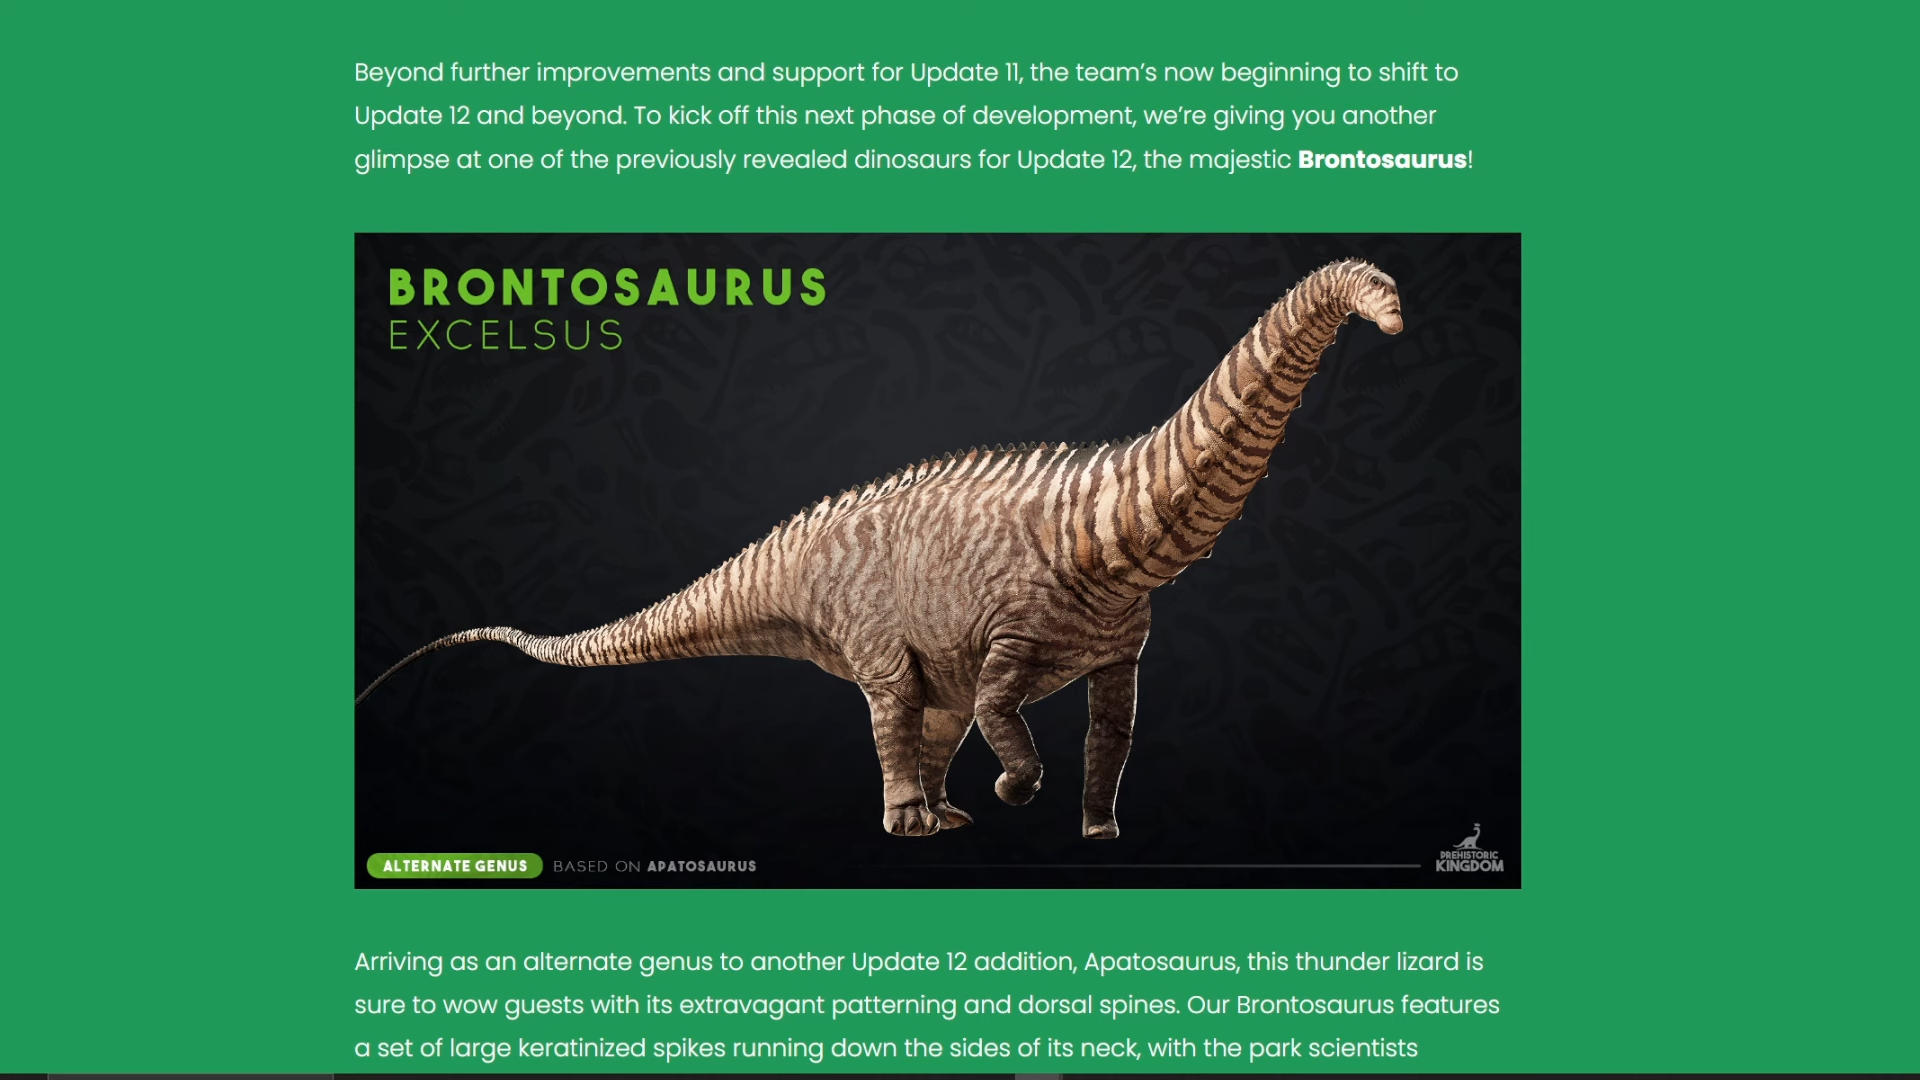 Beyond further improvements and support for Update 11, the team’s now beginning to shift to
Update 12 and beyond. To kick off this next phase of development, we’re giving you another
glimpse at one of the previously revealed dinosaurs for Update 12, the majestic Brontosaurus!
BRONTOSAURUS
EXCELSUS
ALTERNATE GENUS BASED ON APATOSAURUS
PREHISTORIC
KINGDOM
Arriving as an alternate genus to another Update 12 addition, Apatosaurus, this thunder lizard is
sure to wow guests with its extravagant patterning and dorsal spines. Our Brontosaurus features
a set of large keratinized spikes running down the sides of its neck, with the park scientists